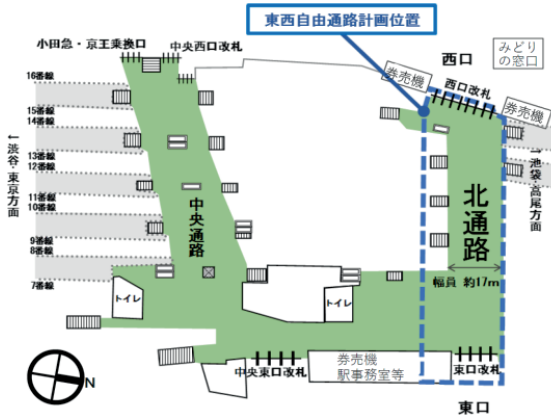 東西自由通路計画位置
小田急・京王乗換口
中央西口改札
西口
みどり
の窓口
券売機
西口改札
券売機
16番線
15番線
14番線
13番線
12番線
11番線
10番線
9番線
8番線
7番線
←渋谷・東京方面
→池袋・高尾方面
中央通路
北通路
幅員 約17m
トイレ
トイレ
中央東口改札
券売機
駅事務室等
東口改札
東口
N